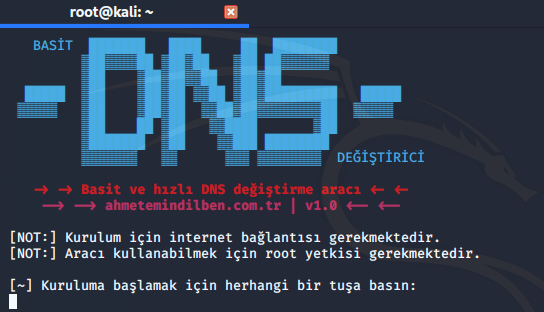 root@kali: ~
BASİT
-DNS-
DEĞİŞTİRİCİ
-> -> Basit ve hızlı DNS değiştirme aracı <- <-
--> --> ahmetemindilben.com.tr | v1.0 <-- <--
[NOT:] Kurulum için internet bağlantısı gerekmektedir.
[NOT:] Aracı kullanabilmek için root yetkisi gerekmektedir.
[~] Kuruluma başlamak için herhangi bir tuşa basın: